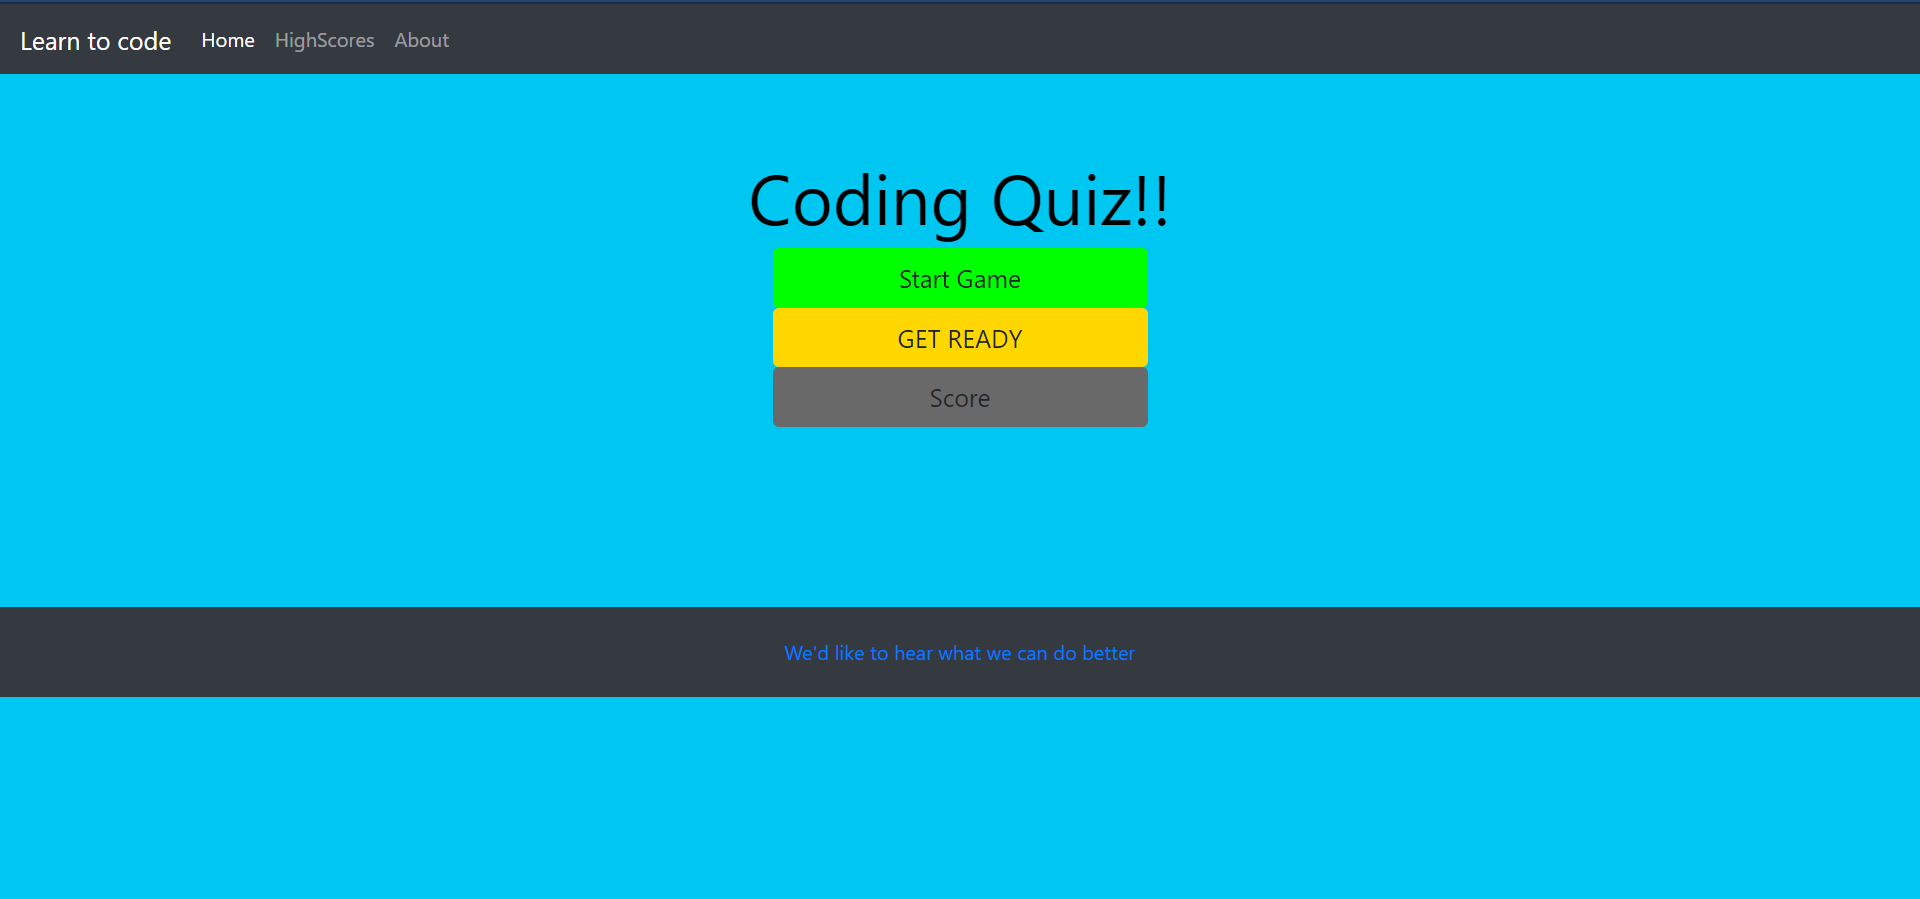 Learn to code Home HighScores About
Coding Quiz!!
Start Game
GET READY
Score
We'd like to hear what we can do better